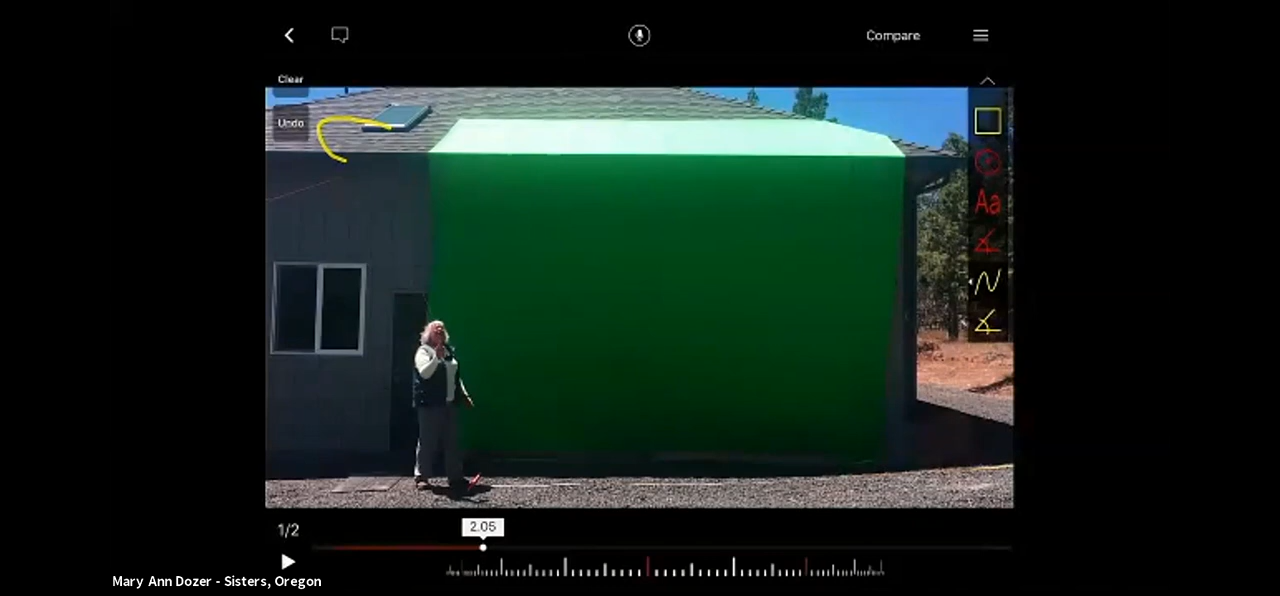 Compare
Clear
Undo
Aa
1/2
2.05
Mary Ann Dozer - Sisters, Oregon